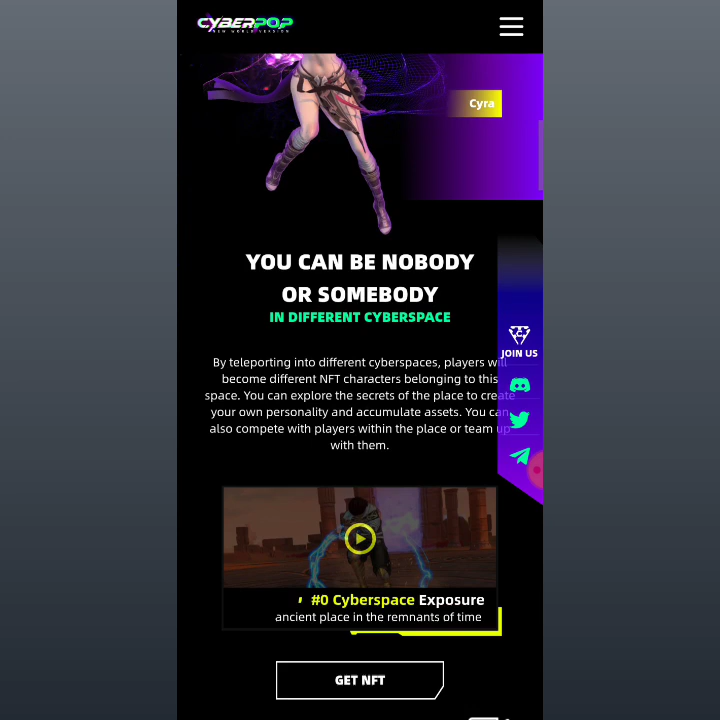 CYBERPOP
NEW WORLD VERSION
Cyra
YOU CAN BE NOBODY
OR SOMEBODY
IN DIFFERENT CYBERSPACE
JOIN US
By teleporting into different cyberspaces, players will
become different NFT characters belonging to this
space. You can explore the secrets of the place to create
your own personality and accumulate assets. You can
also compete with players within the place or team up
with them.
#0 Cyberspace Exposure
ancient place in the remnants of time
GET NFT